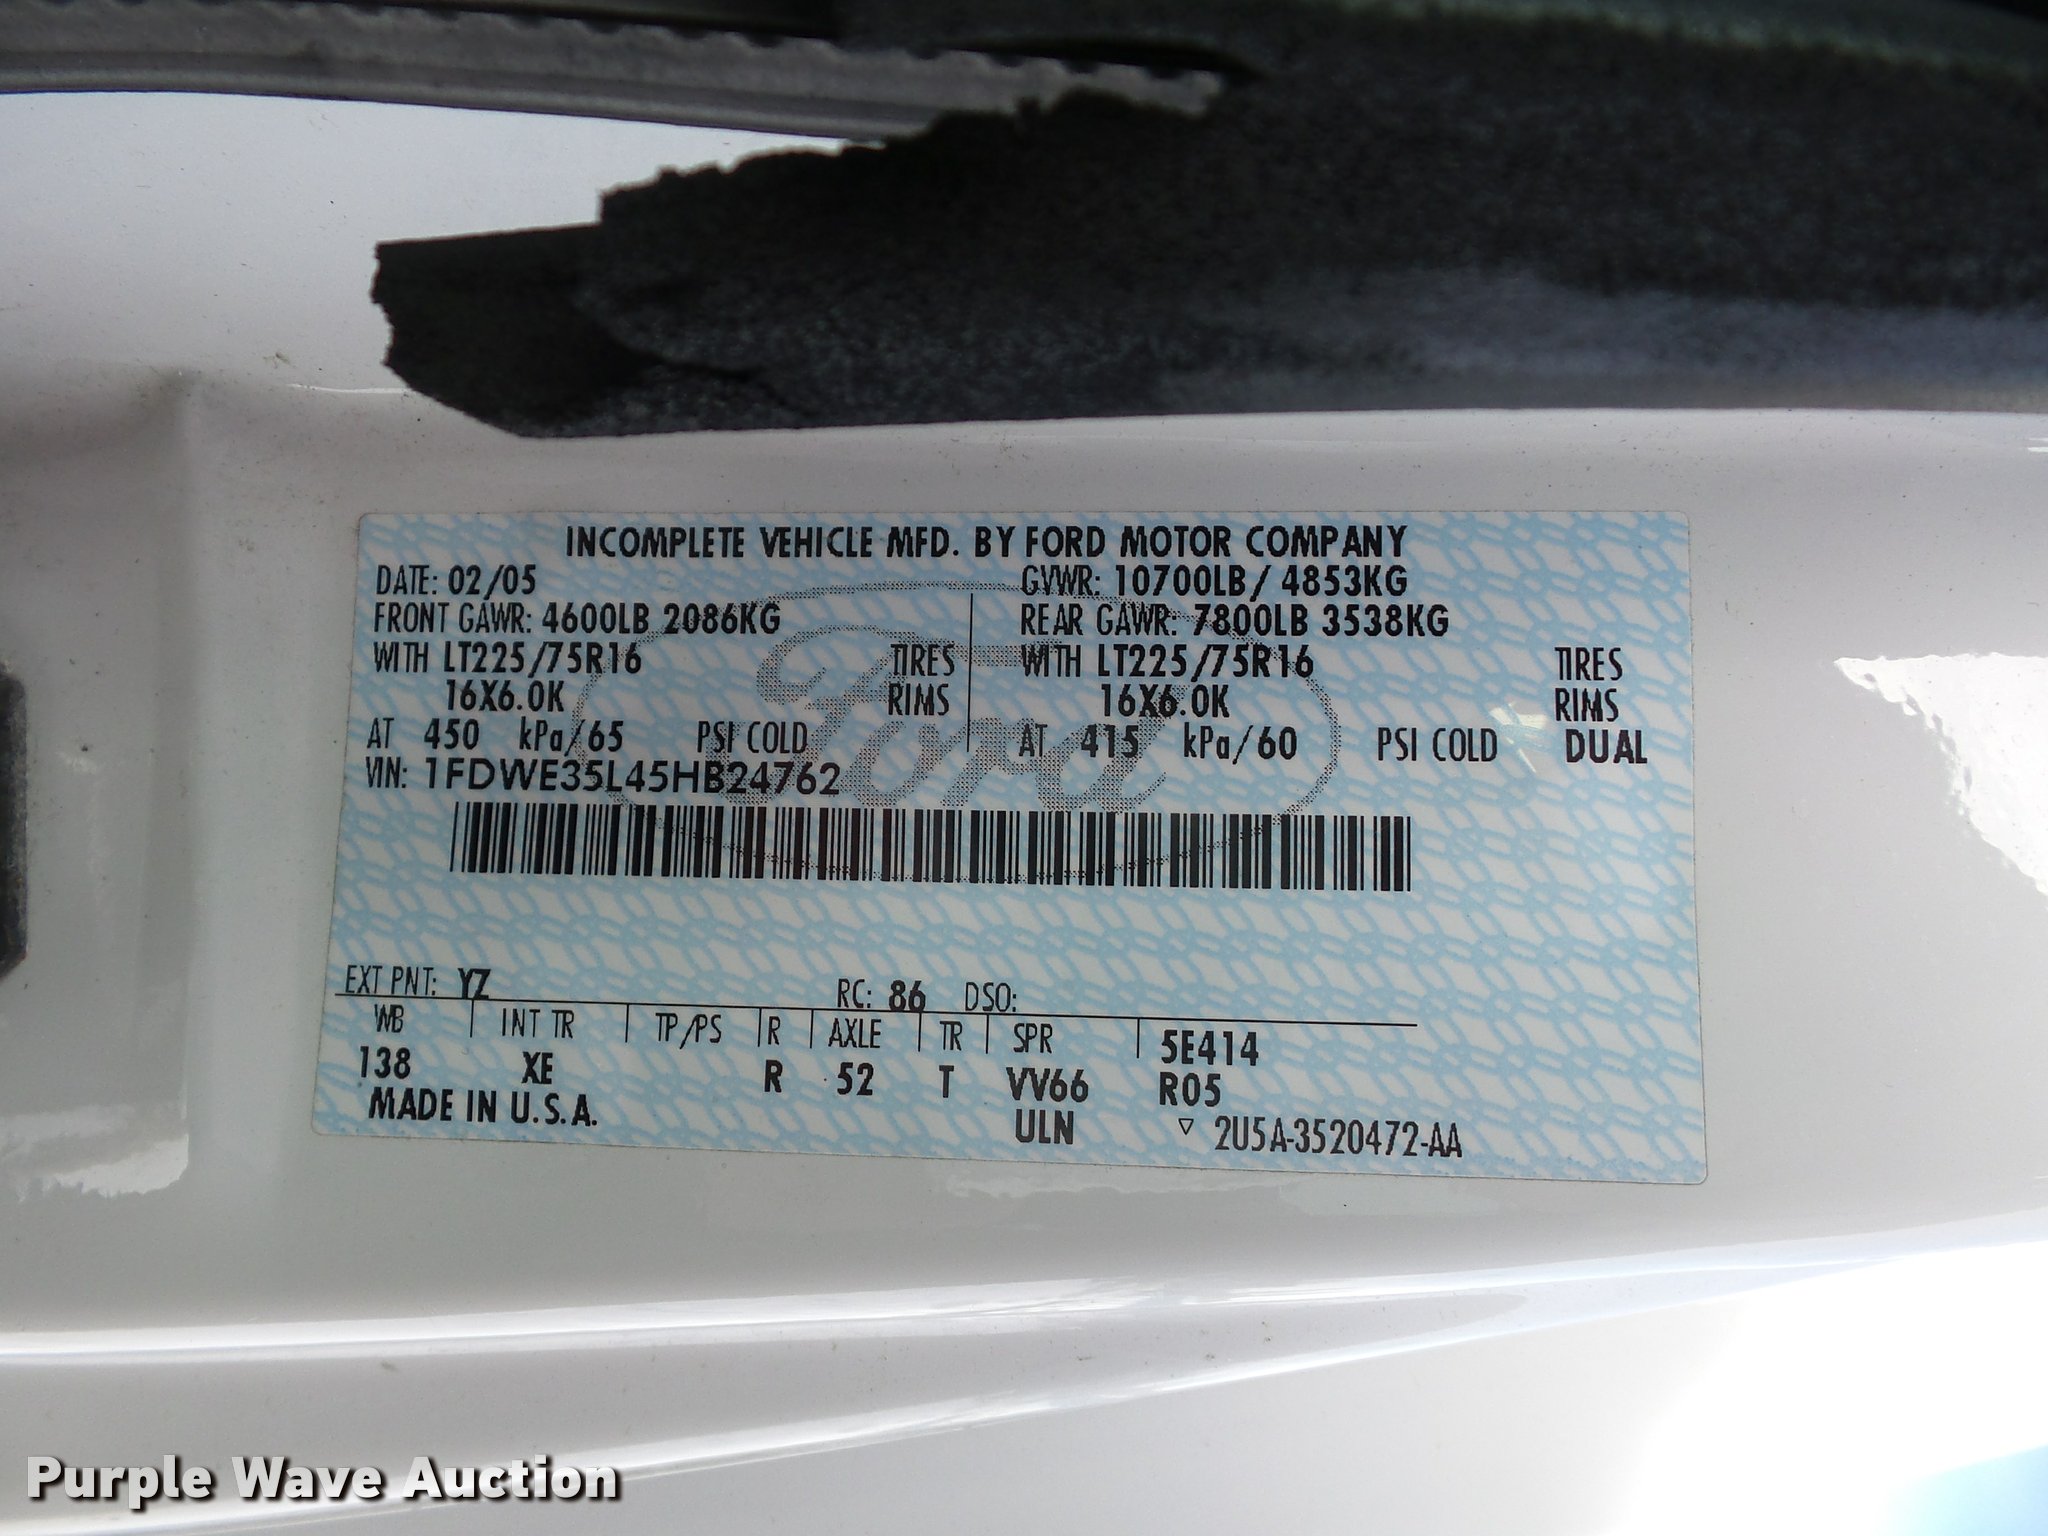 INCOMPLETE VEHICLE MFD. BY FORD MOTOR COMPANY
DATE: 02/05 GVWR: 10700LB/ 4853KG
FRONT GAWR: 4600LB 2086KG REAR GAWR: 7800LB 3538KG
WITH LT225/75R16 TIRES WITH LT225/75R16 TIRES
16X6.0K RIMS 16X6.0K RIMS
AT 450 kPa/65 PSI COLD AT 415 kPa/60 PSI COLD DUAL
VIN: 1FDWE35L45HB24762
Ford
EXT PNT: YZ RC: 86 DSO:
WB INT TR TP/PS R AXLE TR SPR 5E414
138 XE R 52 T VV66 R05
MADE IN U.S.A. ULN ▽ 2U5A-3520472-AA
Purple Wave Auction